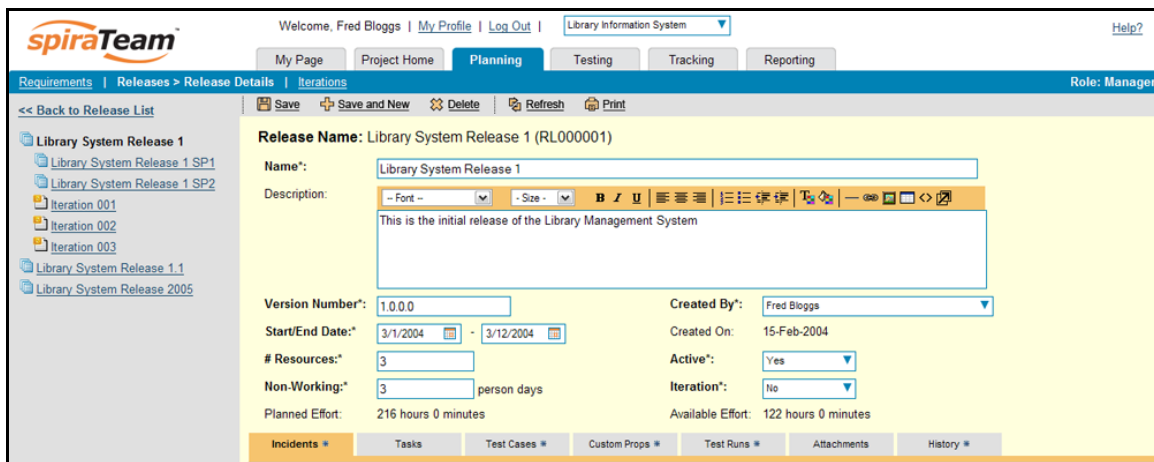 spiraTeam
Welcome, Fred Bloggs | My Profile | Log Out | Library Information System
Help?
My Page Project Home Planning Testing Tracking Reporting
Requirements | Releases > Release Details | Iterations Role: Manager
<< Back to Release List
Save Save and New Delete Refresh Print
Library System Release 1
Library System Release 1 SP1
Library System Release 1 SP2
Iteration 001
Iteration 002
Iteration 003
Library System Release 1.1
Library System Release 2005
Release Name: Library System Release 1 (RL000001)
Name*: Library System Release 1
Description: -- Font -- - Size - B I U
This is the initial release of the Library Management System
Version Number*: 1.0.0.0 Created By*: Fred Bloggs
Start/End Date:* 3/1/2004 - 3/12/2004 Created On: 15-Feb-2004
# Resources:* 3 Active*: Yes
Non-Working:* 3 person days Iteration*: No
Planned Effort: 216 hours 0 minutes Available Effort: 122 hours 0 minutes
Incidents Tasks Test Cases Custom Props Test Runs Attachments History